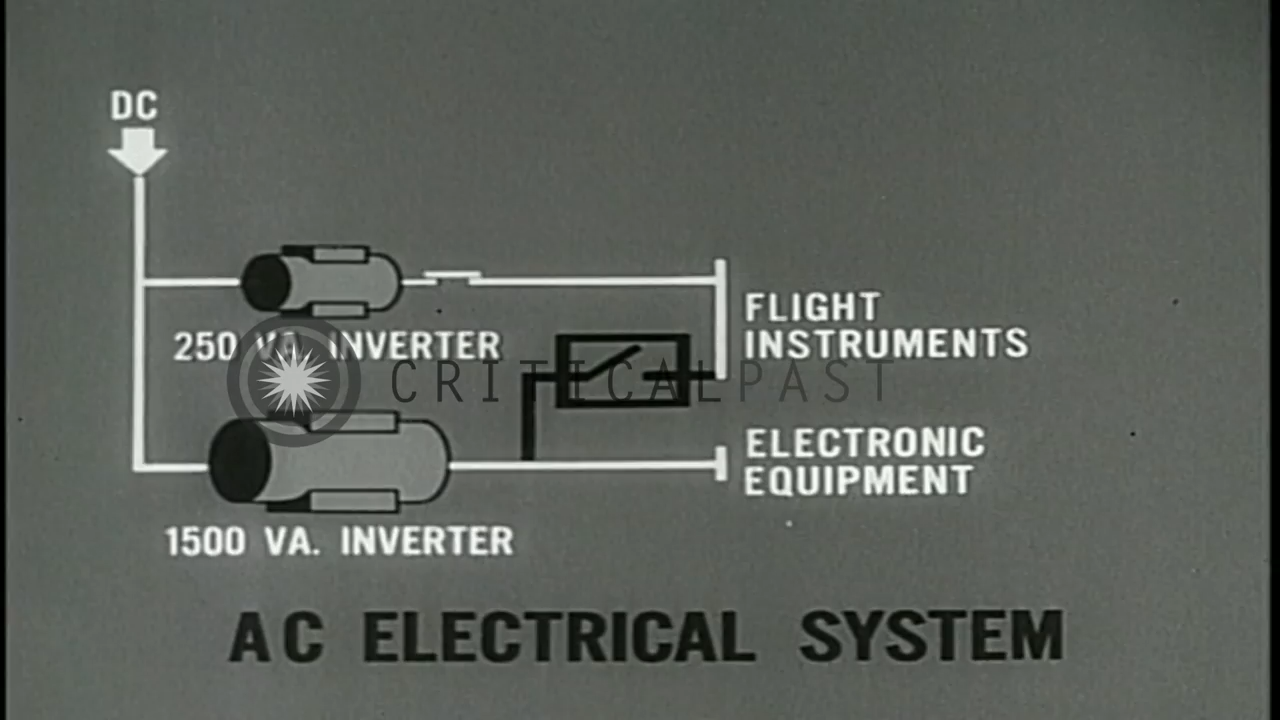 DC
FLIGHT
INSTRUMENTS
250 VA. INVERTER
CRITICALPAST
ELECTRONIC
EQUIPMENT
1500 VA. INVERTER
AC ELECTRICAL SYSTEM